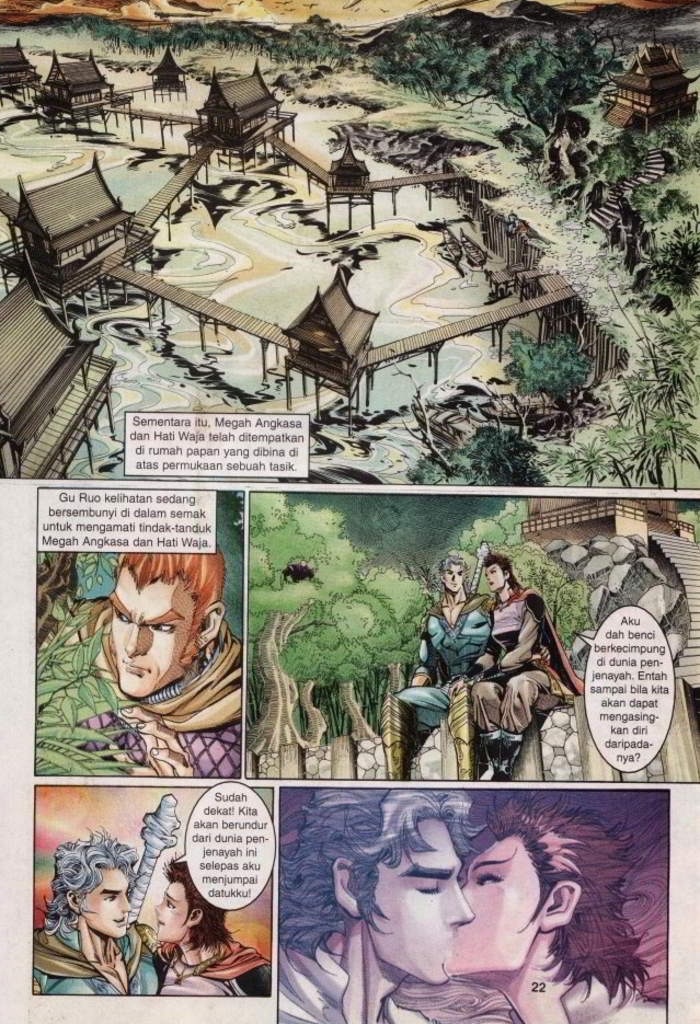 Sementara itu, Megah Angkasa
dan Hati Waja telah ditempatkan
di rumah papan yang dibina di
atas permukaan sebuah tasik.
Gu Ruo kelihatan sedang
bersembunyi di dalam semak
untuk mengamati tindak-tanduk
Megah Angkasa dan Hati Waja.
Aku
dah benci
berkecimpung
di dunia pen-
jenayah. Entah
sampai bila kita
akan dapat
mengasing-
kan diri
daripada-
nya?
Sudah
dekat! Kita
akan berundur
dari dunia pen-
jenayah ini
selepas aku
menjumpai
datukku!
22